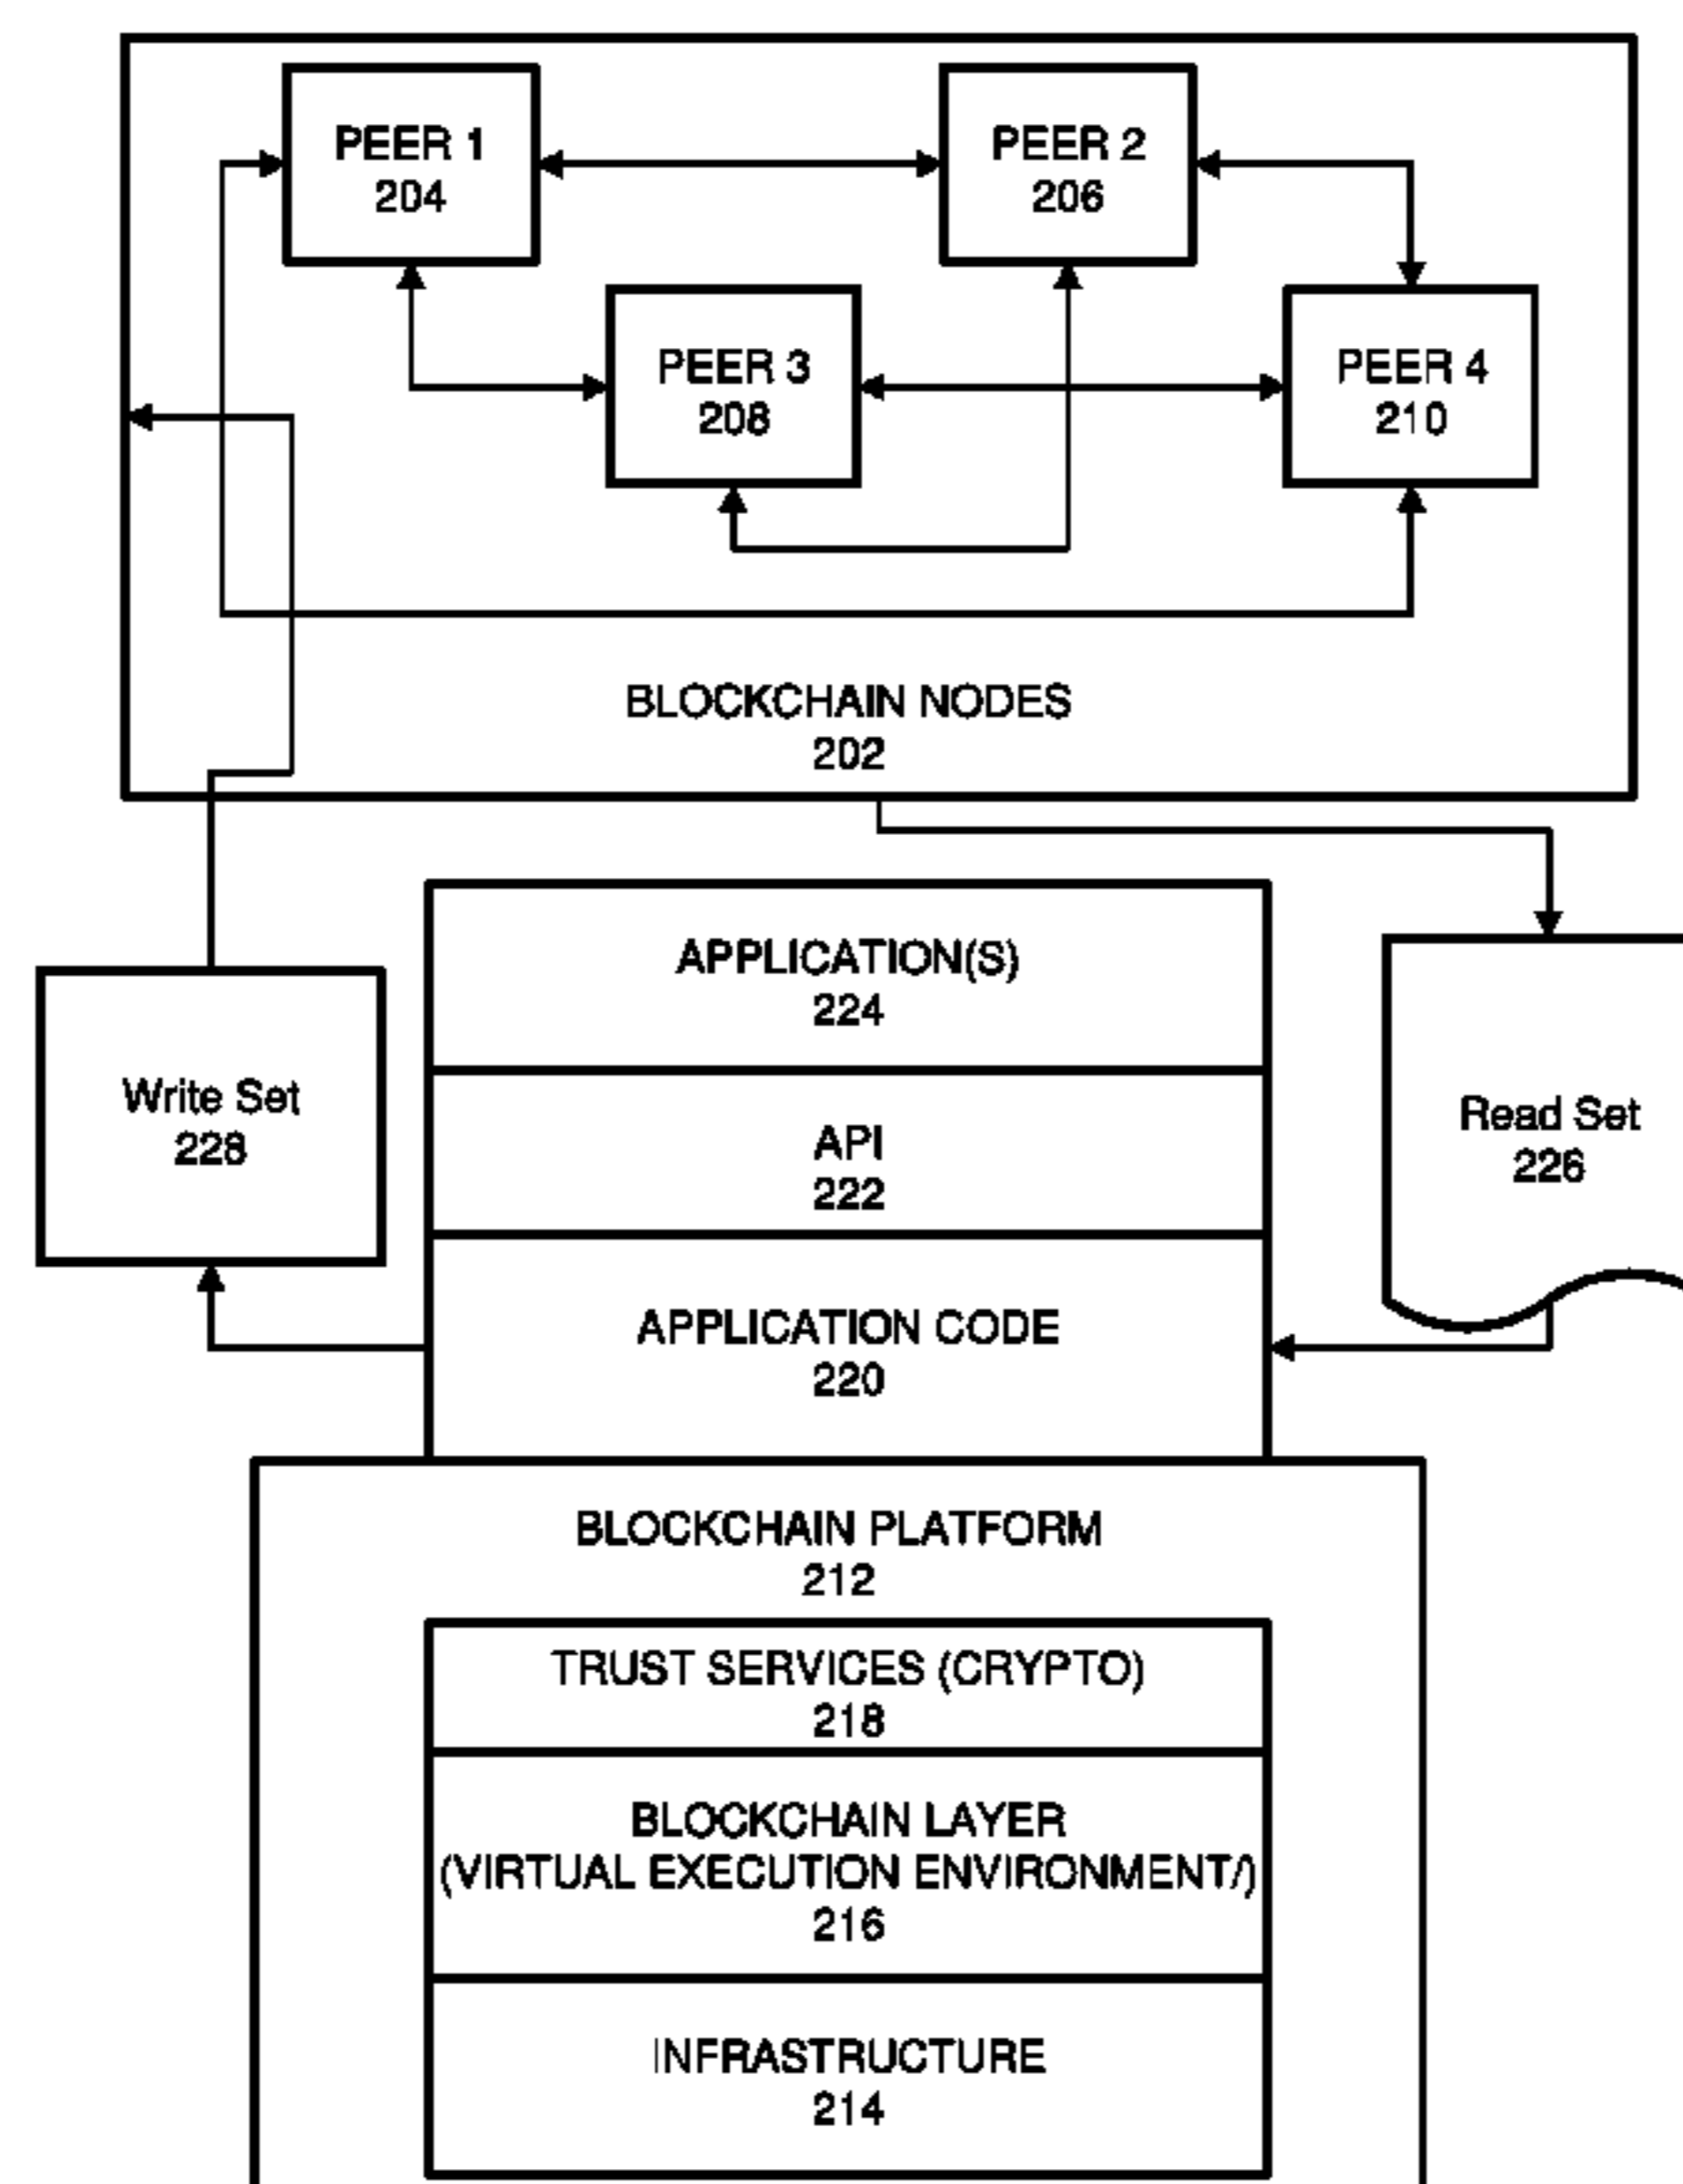 PEER 1
204
PEER 2
206
PEER 3
208
PEER 4
210
BLOCKCHAIN NODES
202
APPLICATION(S)
224
Write Set
228
API
222
Read Set
226
APPLICATION CODE
220
BLOCKCHAIN PLATFORM
212
TRUST SERVICES (CRYPTO)
218
BLOCKCHAIN LAYER
(VIRTUAL EXECUTION ENVIRONMENT/)
216
INFRASTRUCTURE
214